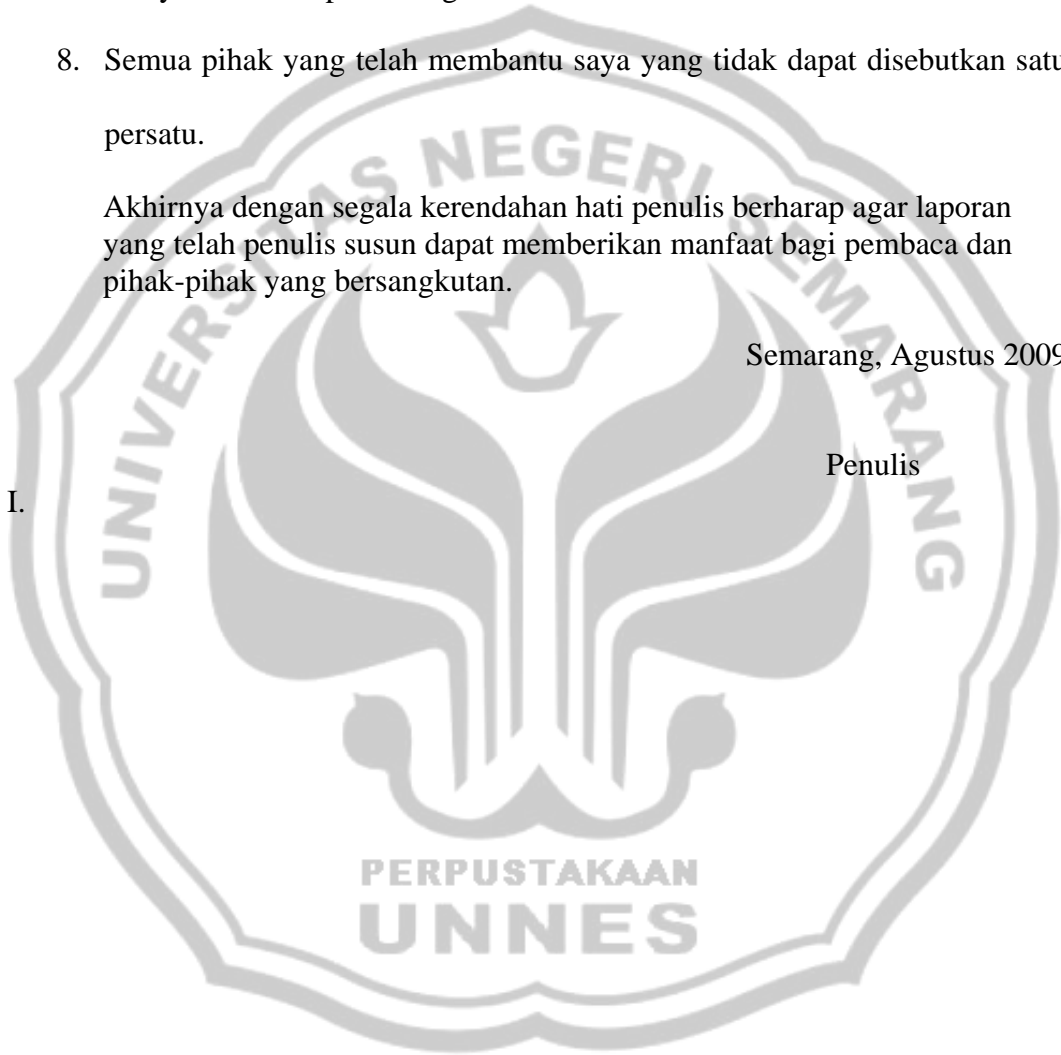 8. Semua pihak yang telah membantu saya yang tidak dapat disebutkan satu
persatu.
Akhirnya dengan segala kerendahan hati penulis berharap agar laporan
yang telah penulis susun dapat memberikan manfaat bagi pembaca dan
pihak-pihak yang bersangkutan.
Semarang, Agustus 2009
Penulis
I.
UNIVERSITAS NEGERI SEMARANG
PERPUSTAKAAN
UNNES